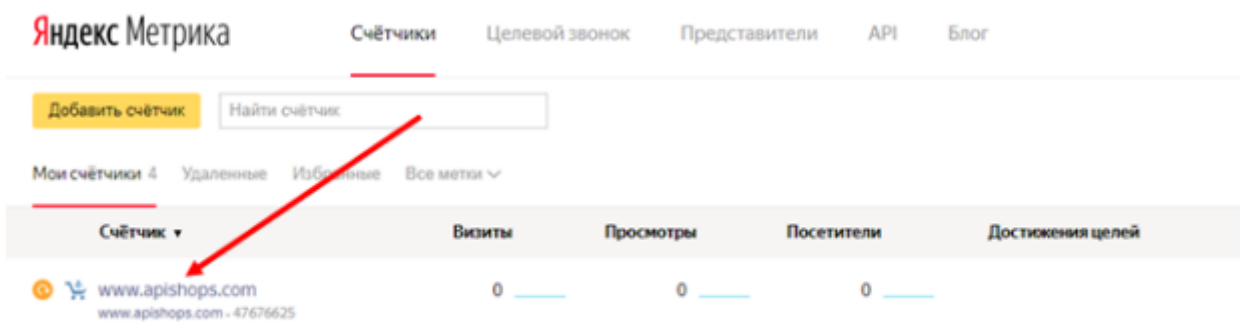 Яндекс Метрика Счётчики Целевой звонок Представители API Блог
Добавить счётчик Найти счётчик
Мои счётчики 4 Удаленные Избранные Все метки
Счётчик Визиты Просмотры Посетители Достижения целей
www.apishops.com 0 0 0
www.apishops.com - 47676625